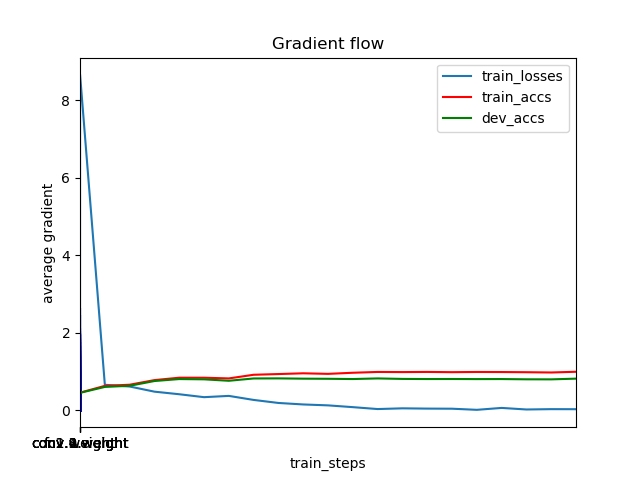 Gradient flow
train_losses
train_accs
dev_accs
average gradient
8
6
4
2
0
train_steps